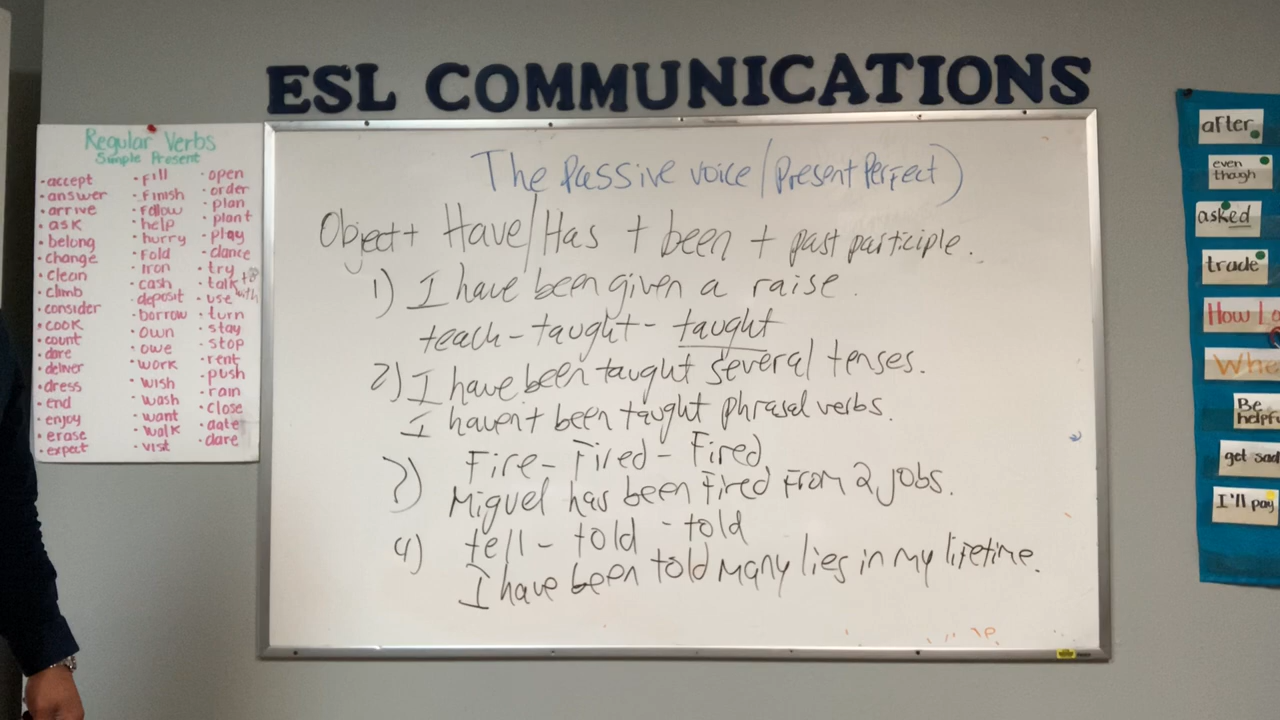 ESL COMMUNICATIONS
Regular Verbs
Simple Present
• accept
• answer
• arrive
• ask
• belong
• change
• clean
• climb
• consider
• cook
• count
• dare
• deliver
• dress
• end
• enjoy
• erase
• expect
• Fill
• Finish
• Follow
• help
• hurry
• Fold
• Iron
• cash
• deposit
• borrow
• own
• owe
• work
• wish
• wash
• want
• walk
• visit
• open
• order
• plan
• plant
• play
• dance
• try
• talk to
• use with
• turn
• stay
• stop
• rent
• push
• rain
• close
• date
• dare
The Passive voice/(Present Perfect)
Object + Have/Has + been + past participle.
1) I have been given a raise.
teach - taught - taught
2) I have been taught several tenses.
I haven't been taught phrasal verbs.
3) Fire - Fired - Fired
Miguel has been Fired From 2 jobs.
4) tell - told - told
I have been told many lies in my lifetime.
after
even
though
asked
trade
How I
Whe
Be
helpf
get sad
I'll pay